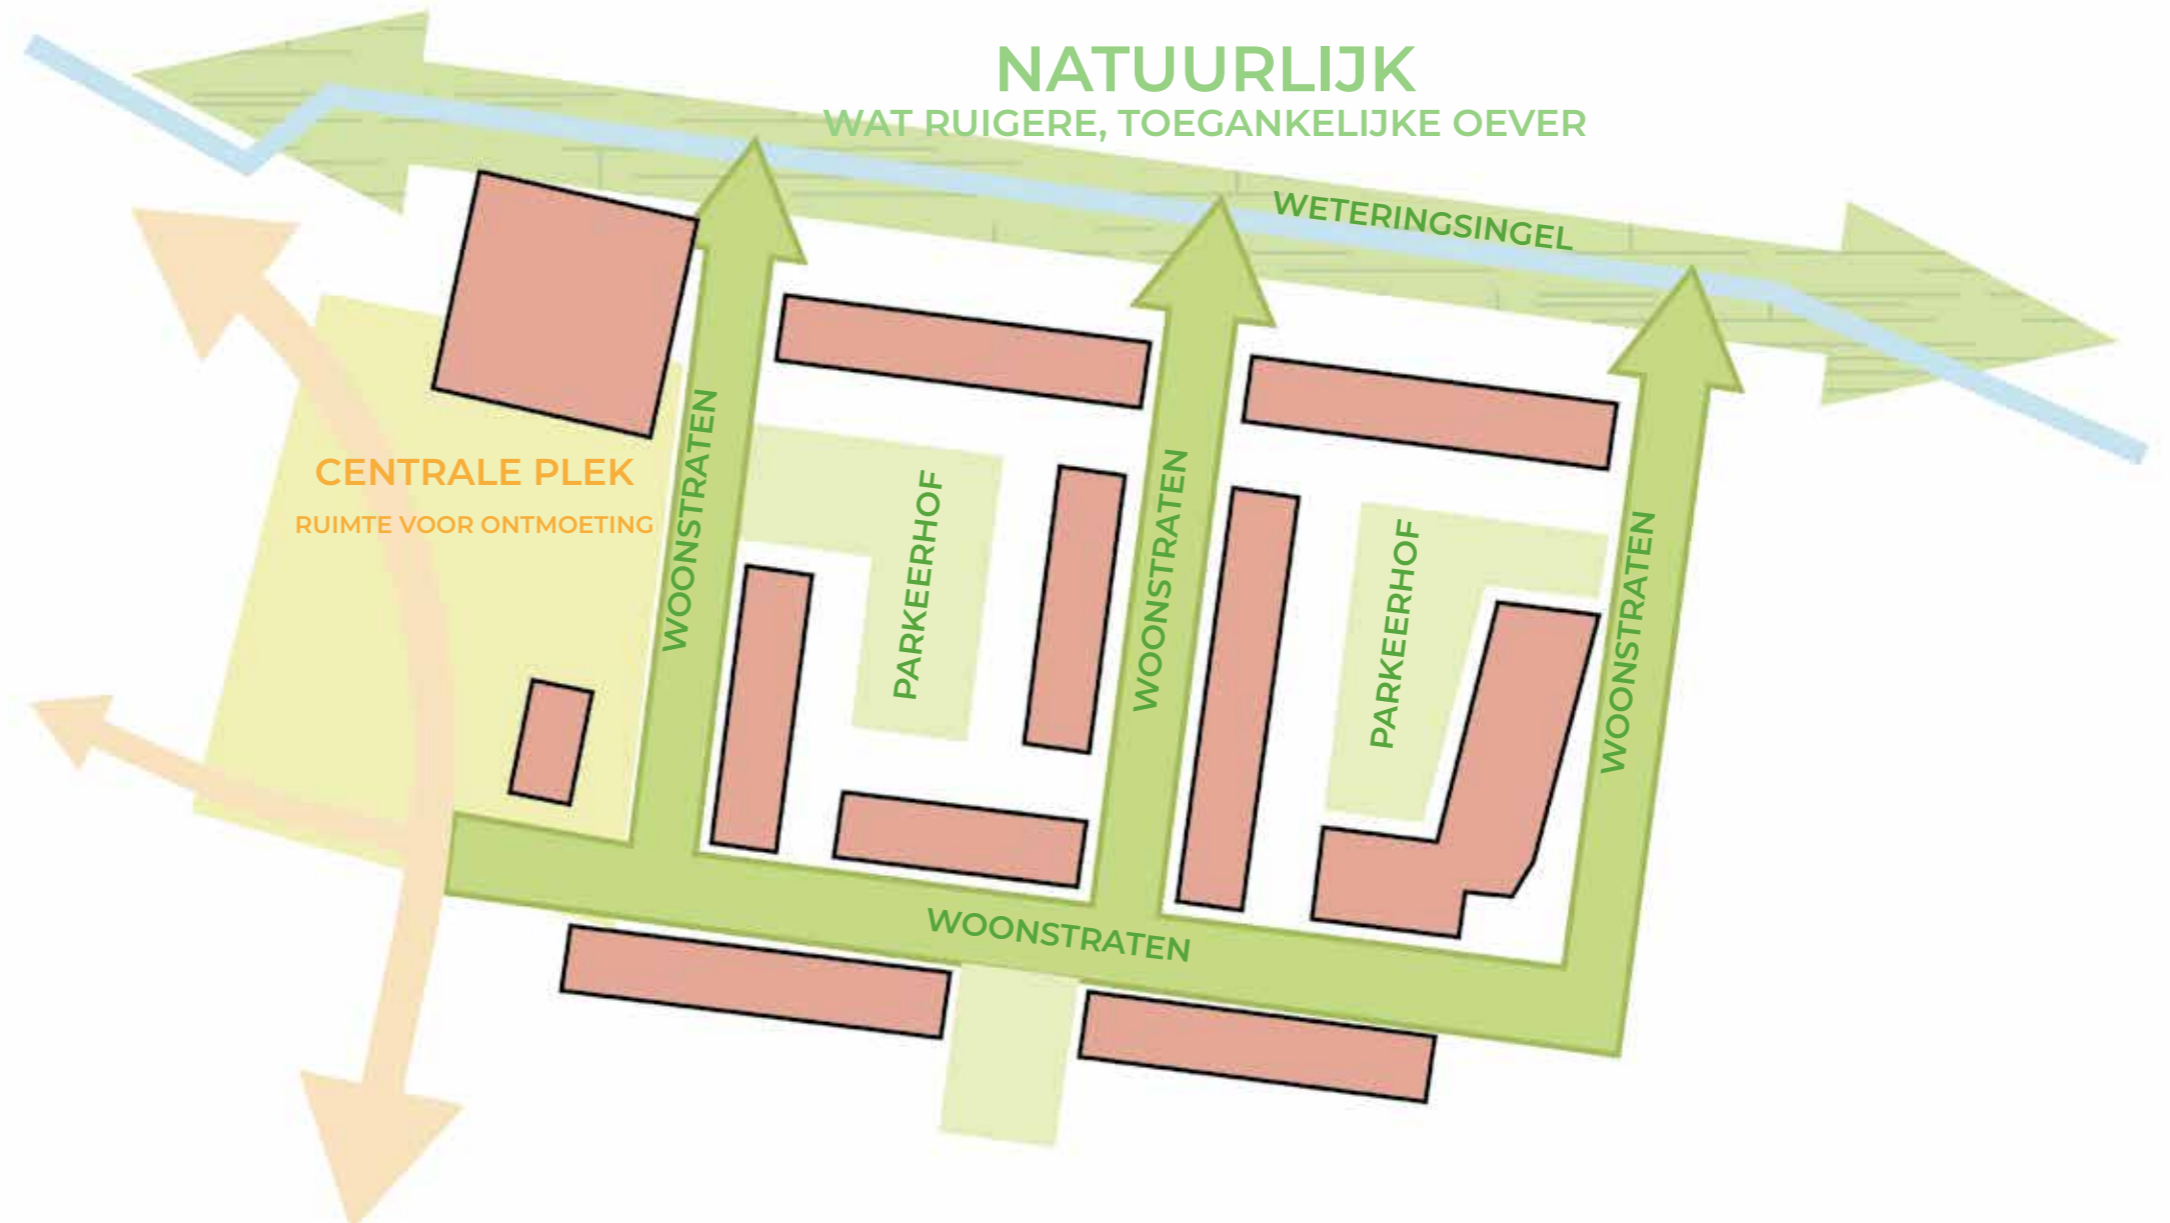 NATUURLIJK
WAT RUIGERE, TOEGANKELIJKE OEVER
WETERINGSINGEL
CENTRALE PLEK
RUIMTE VOOR ONTMOETING
WOONSTRATEN
PARKEERHOF
WOONSTRATEN
PARKEERHOF
WOONSTRATEN
WOONSTRATEN